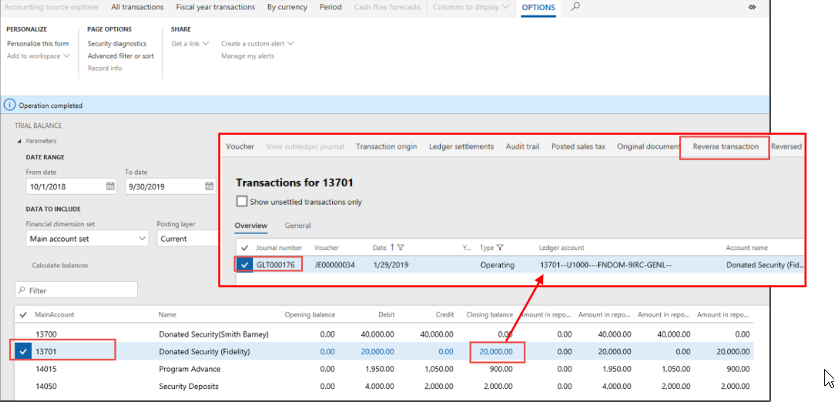 Accounting source explorer All transactions Fiscal year transactions By currency Period Cash flow forecasts Columns to display OPTIONS
PERSONALIZE PAGE OPTIONS SHARE
Personalize this form Security diagnostics Get a link Create a custom alert
Add to workspace Advanced filter or sort Manage my alerts
Record info
Operation completed
TRIAL BALANCE
Parameters
DATE RANGE
From date To date
10/1/2018 9/30/2019
DATA TO INCLUDE
Financial dimension set Posting layer
Main account set Current
Calculate balances
Filter
Voucher View subledger journal Transaction origin Ledger settlements Audit trail Posted sales tax Original document Reverse transaction Reversed
Transactions for 13701
Show unsettled transactions only
Overview General
Journal number Voucher Date Y... Type Ledger account Account name
GLT000176 JE00000034 1/29/2019 Operating 13701--U1000---FNDOM-9IRC-GENL-- Donated Security (Fid...
MainAccount Name Opening balance Debit Credit Closing balance Amount in repo... Amount in repo... Amount in repo... Amount in repo...
13700 Donated Security(Smith Barney) 0.00 40,000.00 40,000.00 0.00 0.00 40,000.00 40,000.00 0.00
13701 Donated Security (Fidelity) 0.00 20,000.00 0.00 20,000.00 0.00 20,000.00 0.00 20,000.00
14015 Program Advance 0.00 1,950.00 1,050.00 900.00 0.00 1,950.00 1,050.00 900.00
14050 Security Deposits 0.00 4,000.00 2,000.00 2,000.00 0.00 4,000.00 2,000.00 2,000.00